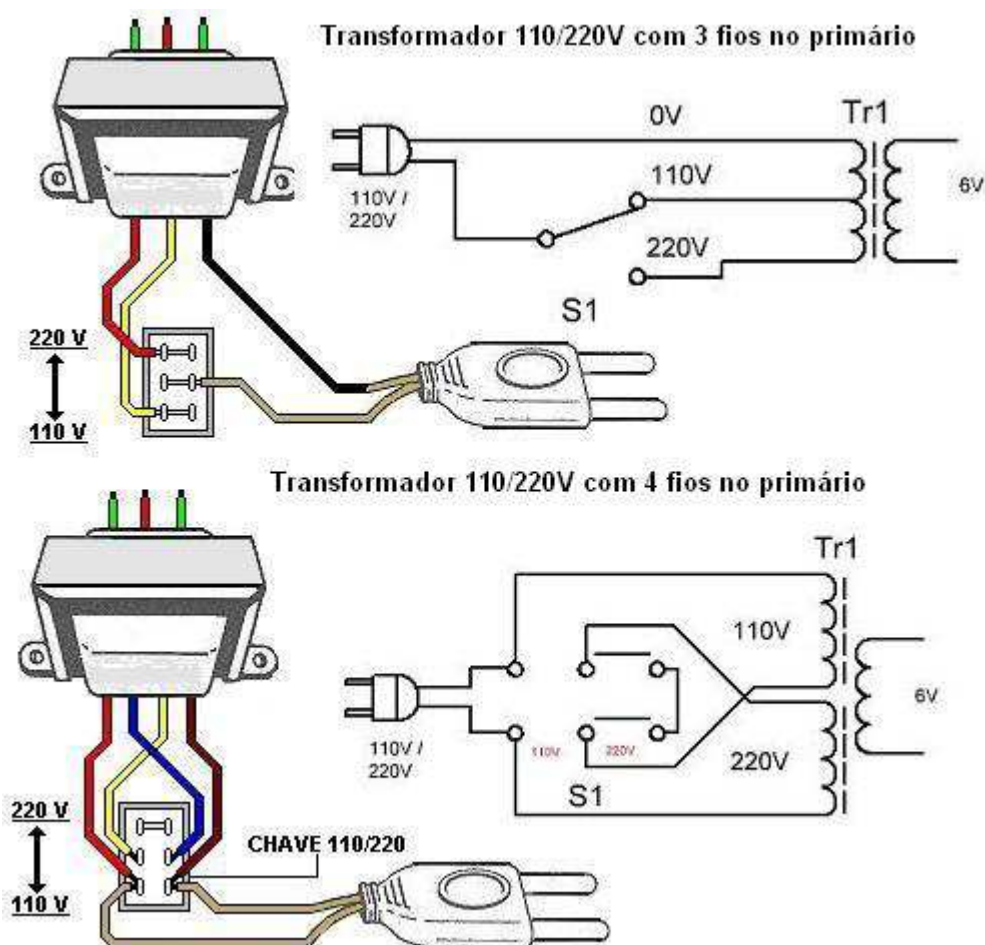 Transformador 110/220V com 3 fios no primário
0V
Tr1
110V
6V
110V /
220V
220V
S1
220 V
110 V
Transformador 110/220V com 4 fios no primário
Tr1
110V
6V
110V /
220V
110V
220V
220V
S1
220 V
CHAVE 110/220
110 V